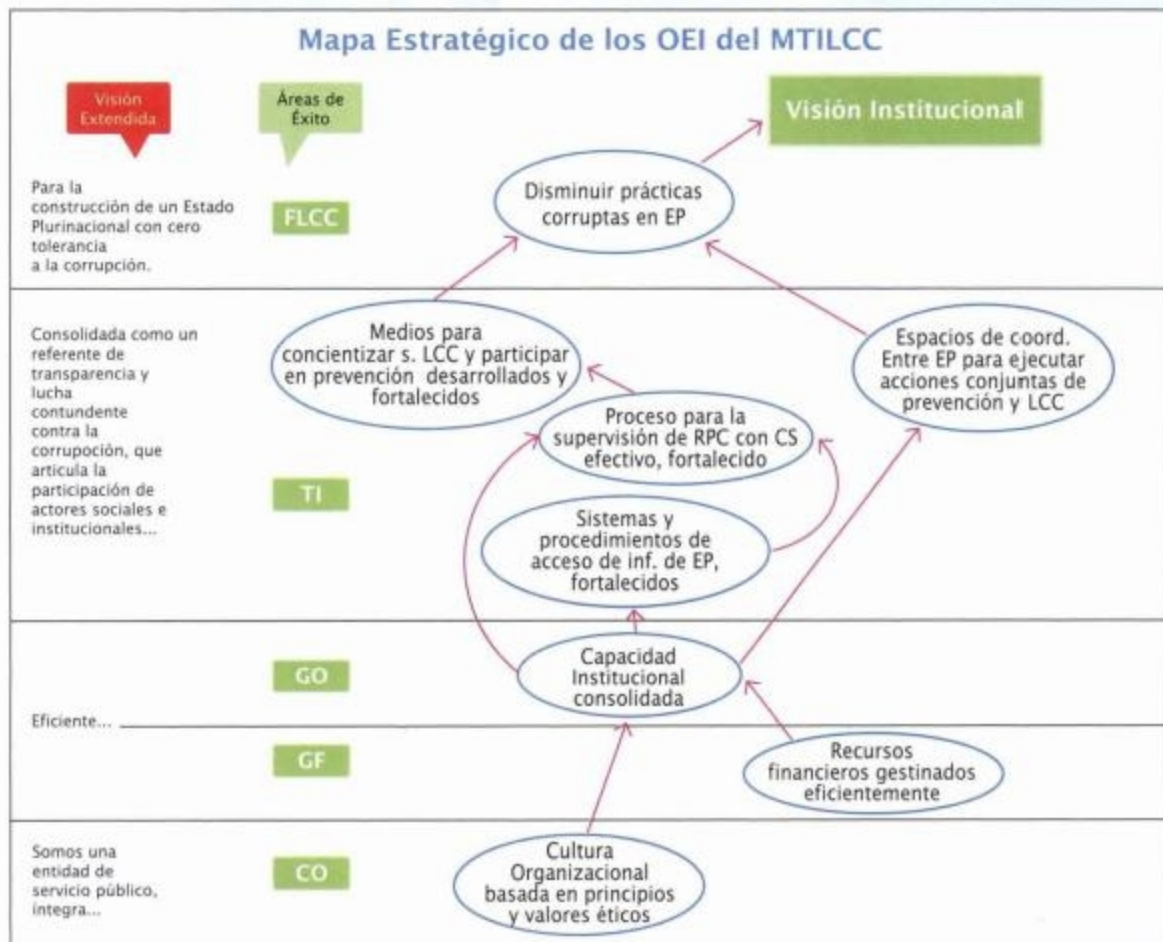 Mapa Estratégico de los OEI del MTILCC
Visión
Extendida
Áreas de
Éxito
Visión Institucional
Para la
construcción de un Estado
Plurinacional con cero
tolerancia
a la corrupción.
FLCC
Disminuir prácticas
corruptas en EP
Consolidada como un
referente de
transparencia y
lucha
contundente
contra la
corrupoción, que
articula la
participación de
actores sociales e
institucionales...
TI
Medios para
concientizar s. LCC y participar
en prevención desarrollados y
fortalecidos
Espacios de coord.
Entre EP para ejecutar
acciones conjuntas de
prevención y LCC
Proceso para la
supervisión de RPC con CS
efectivo, fortalecido
Sistemas y
procedimientos de
acceso de inf. de EP,
fortalecidos
GO
Capacidad
Institucional
consolidada
Eficiente...
GF
Recursos
financieros gestinados
eficientemente
Somos una
entidad de
servicio público,
íntegra...
CO
Cultura
Organizacional
basada en principios
y valores éticos